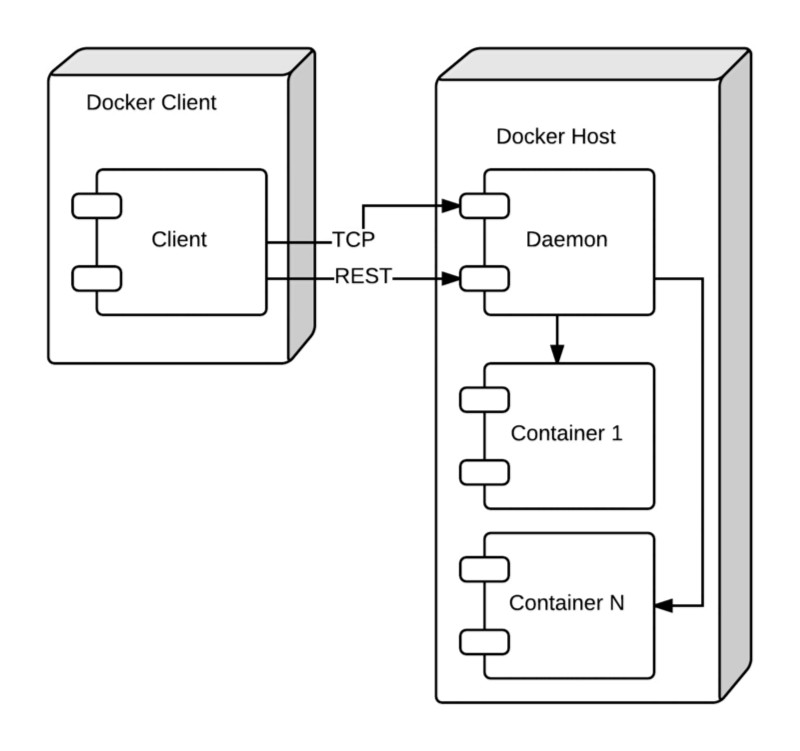 Docker Client
Docker Host
Client
TCP
REST
Daemon
Container 1
Container N